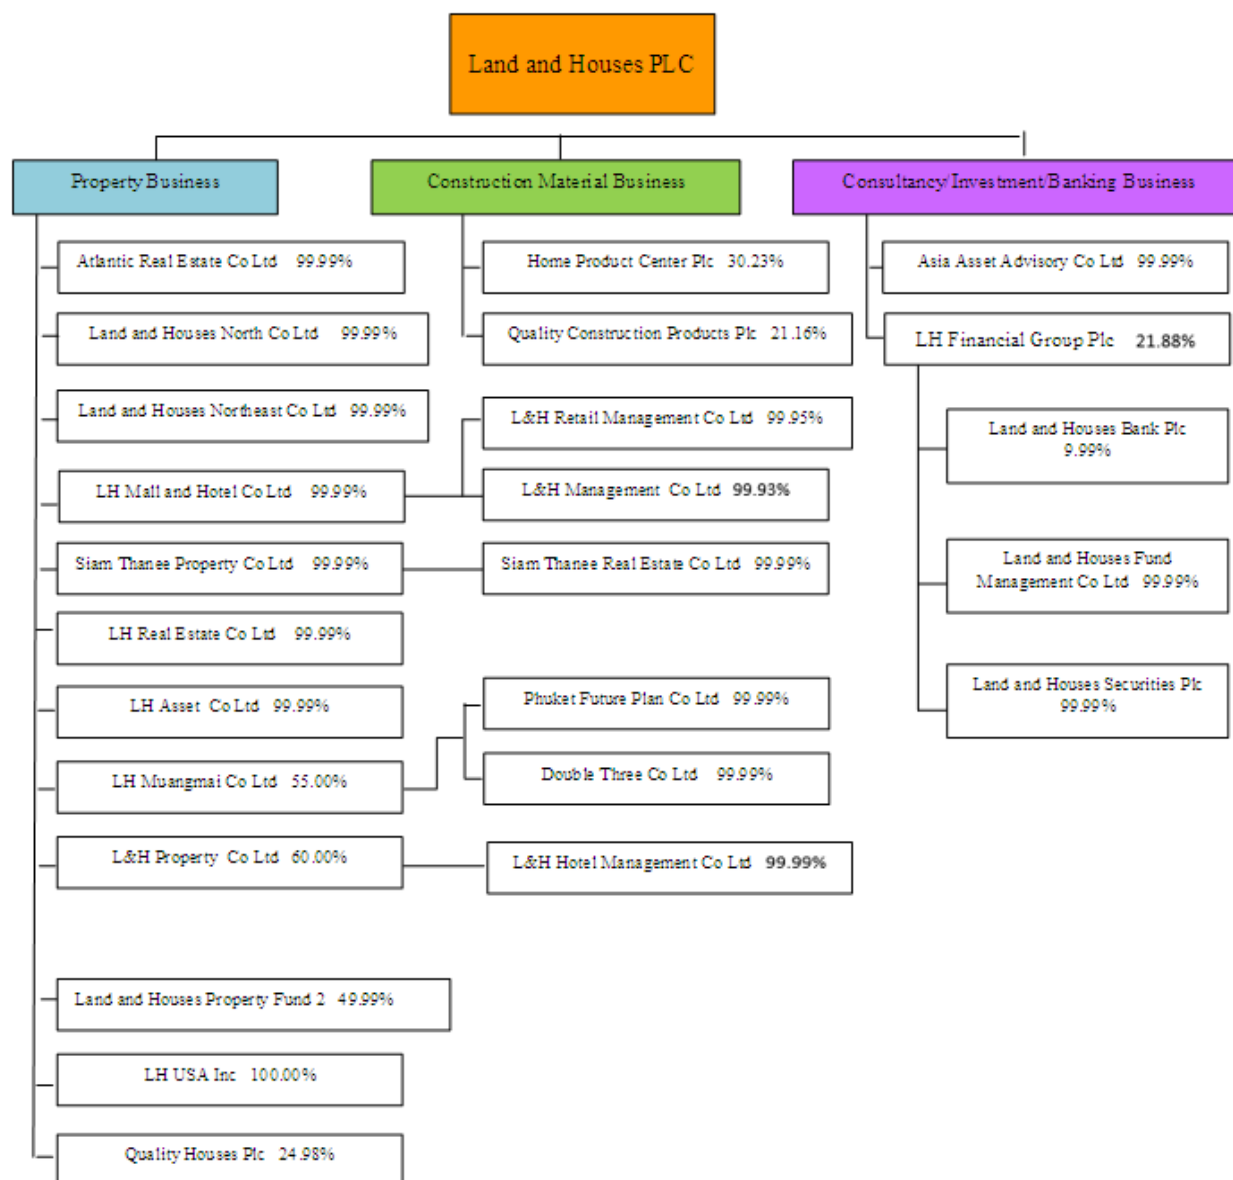 Land and Houses PLC
Property Business
Construction Material Business
Consultancy/Investment/Banking Business
Atlantic Real Estate Co Ltd 99.99%
Land and Houses North Co Ltd 99.99%
Land and Houses Northeast Co Ltd 99.99%
LH Mall and Hotel Co Ltd 99.99%
Siam Thanee Property Co Ltd 99.99%
LH Real Estate Co Ltd 99.99%
LH Asset Co Ltd 99.99%
LH Muangmai Co Ltd 55.00%
L&H Property Co Ltd 60.00%
Land and Houses Property Fund 2 49.99%
LH USA Inc 100.00%
Quality Houses Plc 24.98%
Home Product Center Plc 30.23%
Quality Construction Products Plc 21.16%
L&H Retail Management Co Ltd 99.95%
L&H Management Co Ltd 99.93%
Siam Thanee Real Estate Co Ltd 99.99%
Phuket Future Plan Co Ltd 99.99%
Double Three Co Ltd 99.99%
L&H Hotel Management Co Ltd 99.99%
Asia Asset Advisory Co Ltd 99.99%
LH Financial Group Plc 21.88%
Land and Houses Bank Plc
9.99%
Land and Houses Fund
Management Co Ltd 99.99%
Land and Houses Securities Plc
99.99%